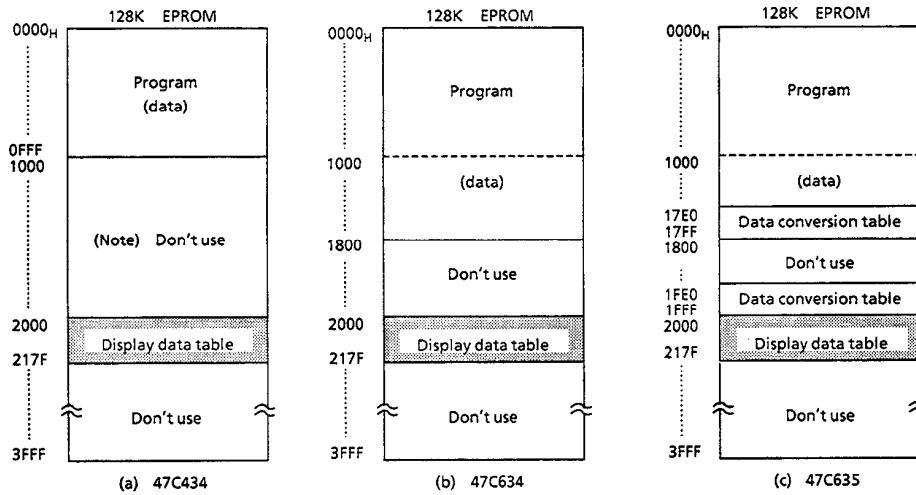 128K EPROM
0000H
Program
(data)
0FFF
1000
(Note) Don't use
2000
Display data table
217F
Don't use
3FFF
(a) 47C434
128K EPROM
0000H
Program
1000
(data)
1800
Don't use
2000
Display data table
217F
Don't use
3FFF
(b) 47C634
128K EPROM
0000H
Program
1000
(data)
17E0
Data conversion table
17FF
1800
Don't use
1FE0
Data conversion table
1FFF
2000
Display data table
217F
Don't use
3FFF
(c) 47C635